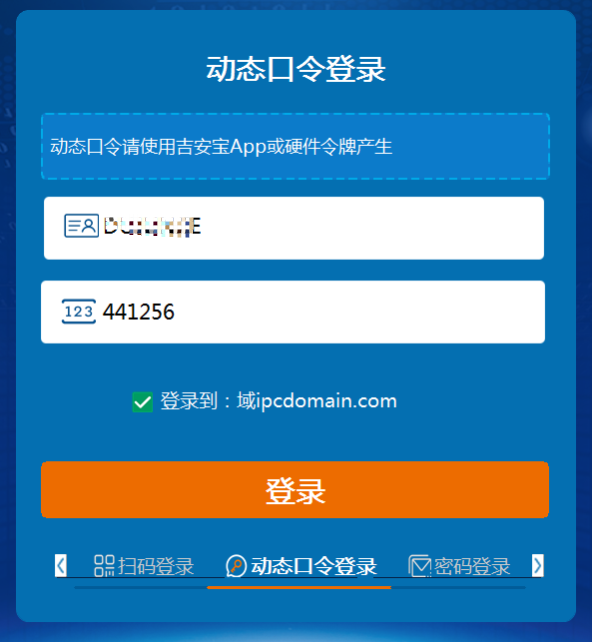 动态口令登录
动态口令请使用吉安宝App或硬件令牌产生
123 441256
登录到：域ipcdomain.com
登录
扫码登录 动态口令登录 密码登录